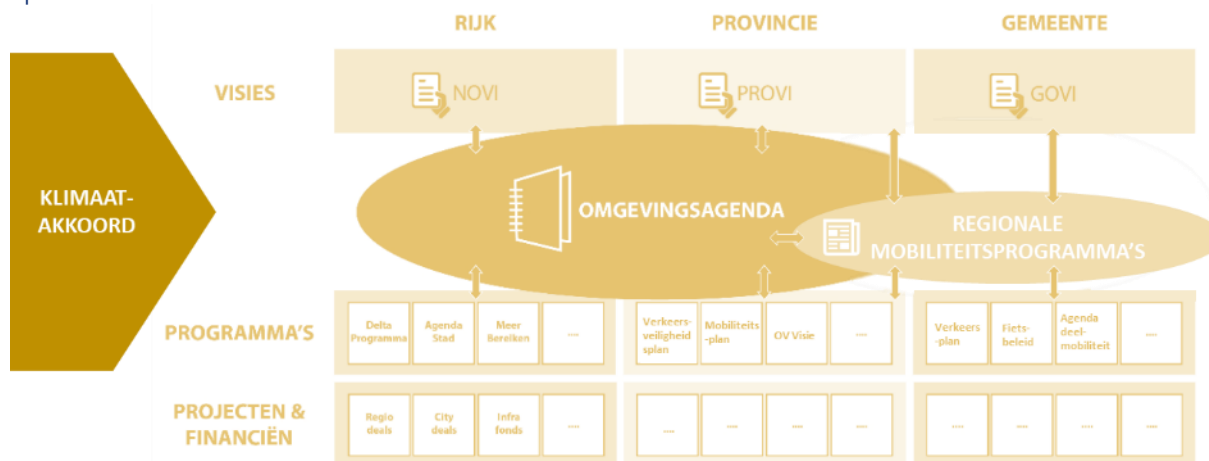 RIJK
PROVINCIE
GEMEENTE
VISIES
NOVI
PROVI
GOVI
KLIMAAT-
AKKOORD
OMGEVINGSAGENDA
REGIONALE
MOBILITEITSPROGRAMMA'S
PROGRAMMA'S
Delta
Programma
Agenda
Stad
Meer
Bereiken
....
Verkeers-
veiligheid
splan
Mobiliteits
-plan
OV Visie
....
Verkeers
-plan
Fiets-
beleid
Agenda
deel-
mobiliteit
....
PROJECTEN &
FINANCIËN
Regio
deals
City
deals
Infra
fonds
....
....
....
....
....
....
....
....
....